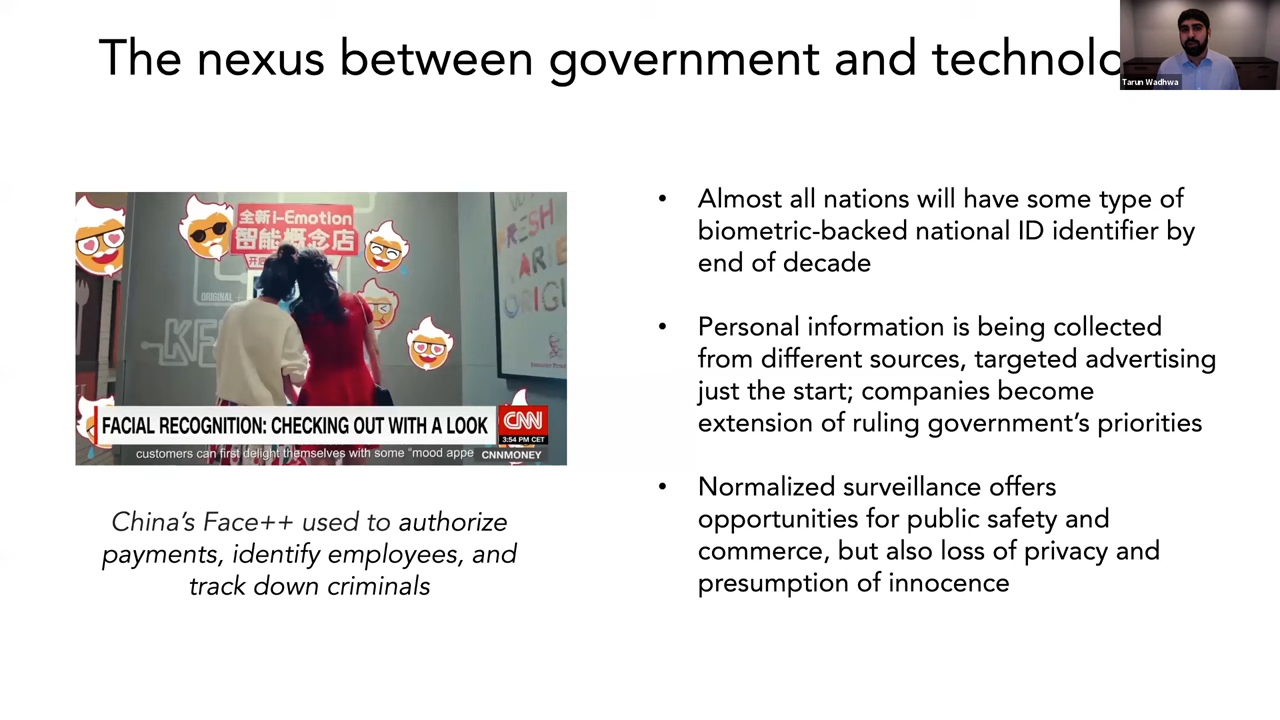 The nexus between government and technolo
Tarun Wadhwa
全新i-Emotion
智能概念店
ORIGINAL
FRESH
ORIG
FACIAL RECOGNITION: CHECKING OUT WITH A LOOK
CNN
3:54 PM CET
customers can first delight themselves with some "mood appe
CNNMONEY
China's Face++ used to authorize
payments, identify employees, and
track down criminals
• Almost all nations will have some type of
biometric-backed national ID identifier by
end of decade
• Personal information is being collected
from different sources, targeted advertising
just the start; companies become
extension of ruling government's priorities
• Normalized surveillance offers
opportunities for public safety and
commerce, but also loss of privacy and
presumption of innocence